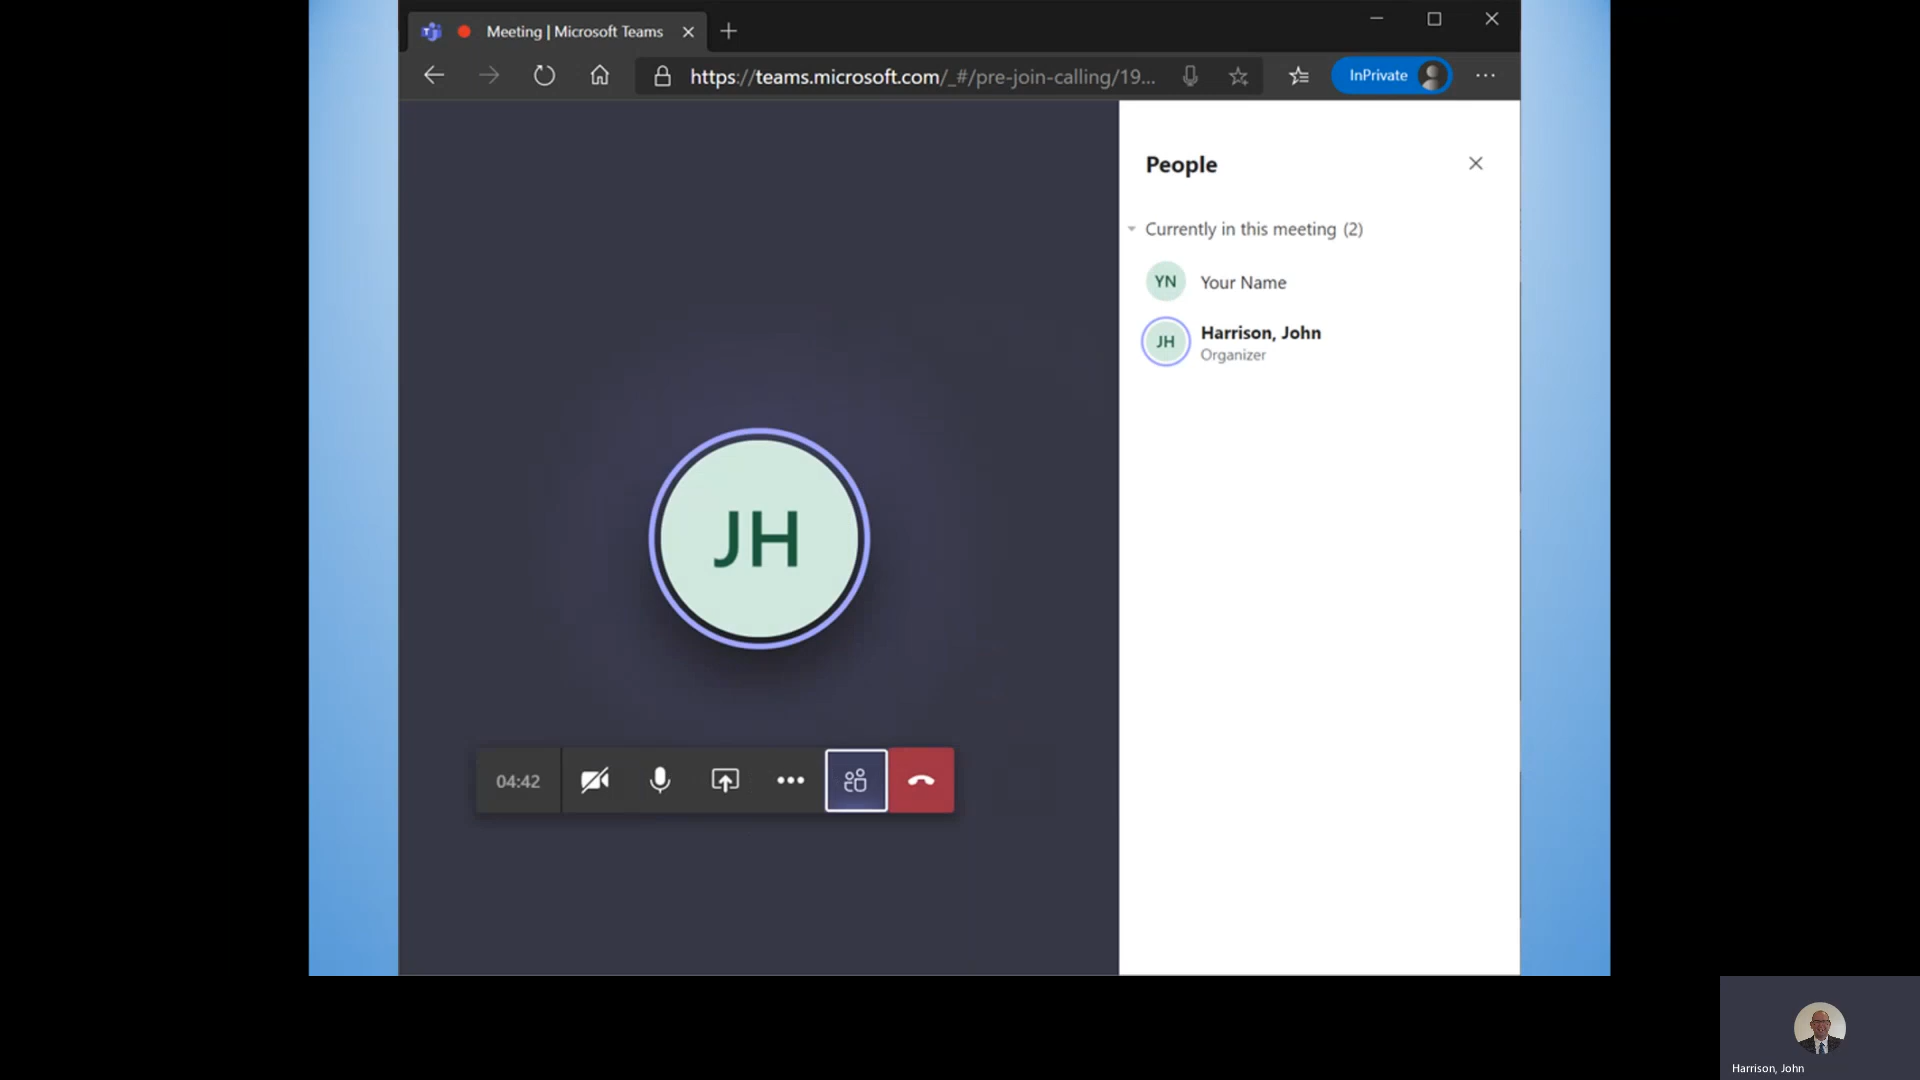 Meeting | Microsoft Teams
https://teams.microsoft.com/_#/pre-join-calling/19...
InPrivate
People
Currently in this meeting (2)
YN
Your Name
JH
Harrison, John
Organizer
JH
04:42
Harrison, John